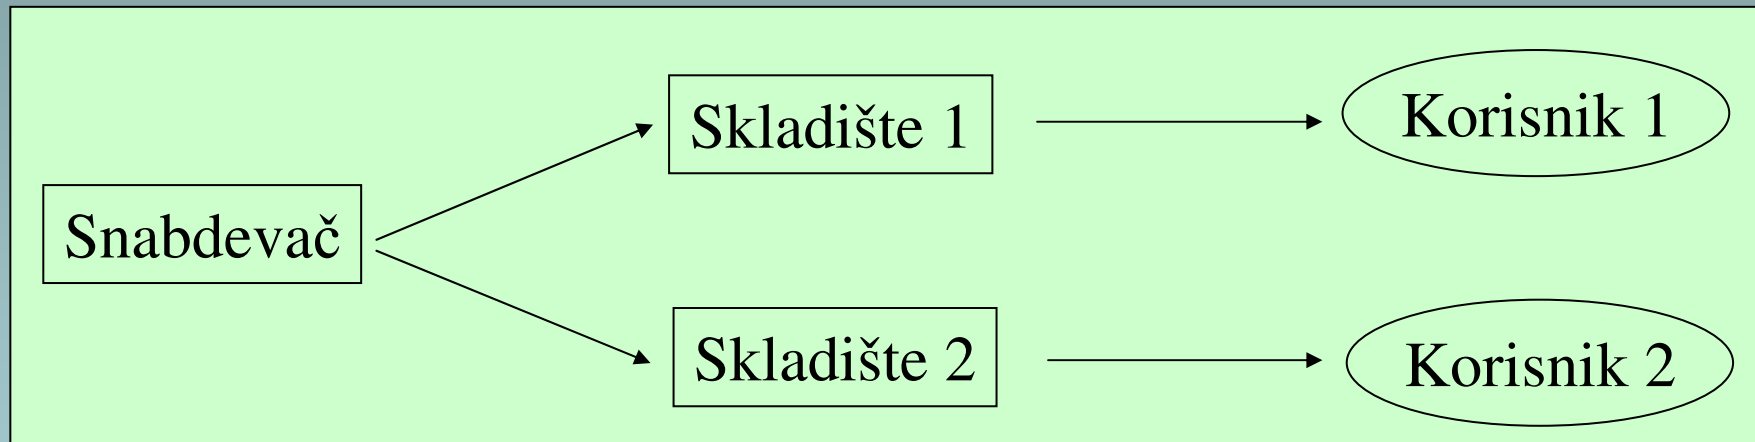 Skladište 1
Korisnik 1
Snabdevač
Skladište 2
Korisnik 2